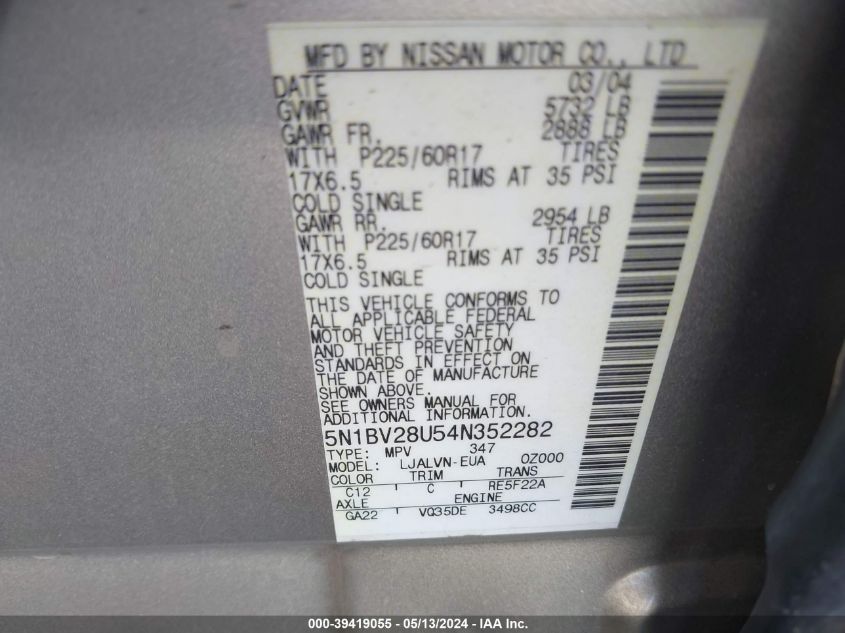 MFD BY NISSAN MOTOR CO., LTD
DATE 03/04
GVWR 5732 LB
GAWR FR. 2888 LB
WITH P225/60R17 TIRES
17X6.5 RIMS AT 35 PSI
COLD SINGLE
GAWR RR. 2954 LB
WITH P225/60R17 TIRES
17X6.5 RIMS AT 35 PSI
COLD SINGLE
THIS VEHICLE CONFORMS TO
ALL APPLICABLE FEDERAL
MOTOR VEHICLE SAFETY
AND THEFT PREVENTION
STANDARDS IN EFFECT ON
THE DATE OF MANUFACTURE
SHOWN ABOVE.
SEE OWNERS MANUAL FOR
ADDITIONAL INFORMATION.
5N1BV28U54N352282
TYPE: MPV 347
MODEL: LJALVN-EUA 0Z000
COLOR TRIM TRANS
C12 C RE5F22A
AXLE ENGINE
GA22 VQ35DE 3498CC
000-39419055 - 05/13/2024 - IAA, Inc.